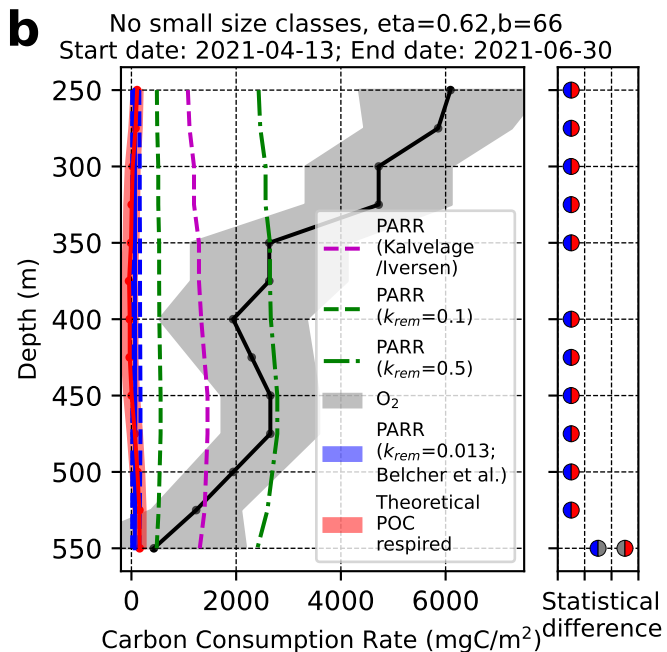 b
No small size classes, eta=0.62,b=66
Start date: 2021-04-13; End date: 2021-06-30
250
300
350
400
450
500
550
Depth (m)
PARR
(Kalvelage
/Iversen)
PARR
(k_rem=0.1)
PARR
(k_rem=0.5)
O₂
PARR
(k_rem=0.013;
Belcher et al.)
Theoretical
POC
respired
0 2000 4000 6000
Carbon Consumption Rate (mgC/m²)
Statistical
difference